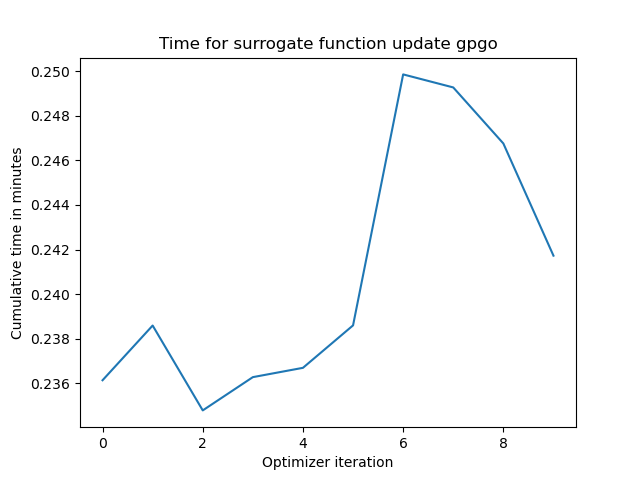 Time for surrogate function update gpgo
0.250
0.248
0.246
0.244
0.242
0.240
0.238
0.236
Cumulative time in minutes
0 2 4 6 8
Optimizer iteration